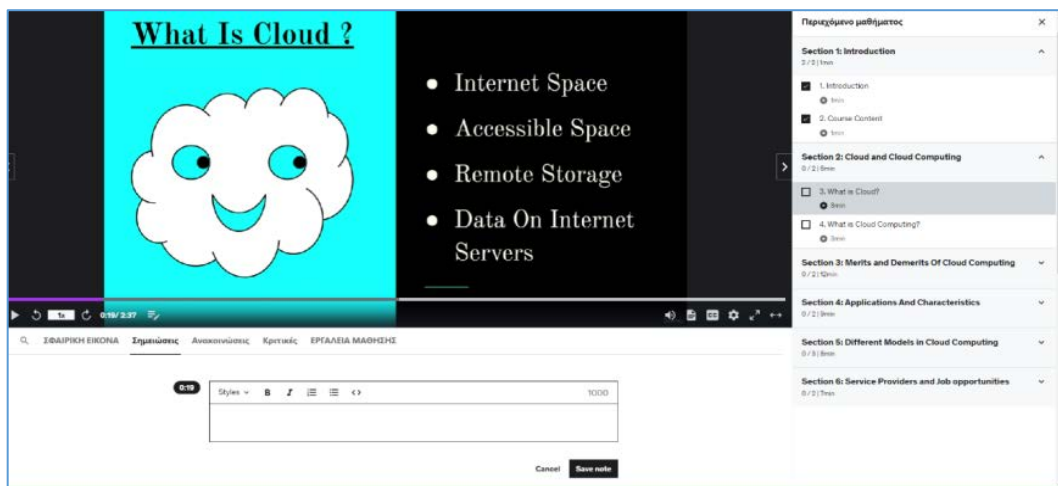 What Is Cloud ?
Internet Space
Accessible Space
Remote Storage
Data On Internet
Servers
1x
0:19/ 2:37
CC
ΣΦΑΙΡΙΚΗ ΕΙΚΟΝΑ Σημειώσεις Ανακοινώσεις Κριτικές ΕΡΓΑΛΕΙΑ ΜΑΘΗΣΗΣ
0:19
Styles B I 1000
Cancel Save note
Περιεχόμενο μαθήματος
Section 1: Introduction
2 / 2 | 1min
1. Introduction
1min
2. Course Content
1min
Section 2: Cloud and Cloud Computing
0 / 2 |
3. What is Cloud?
4. What is Cloud Computing?
Section 3: Merits and Demerits Of Cloud Computing
0 / 2 | 12min
Section 4: Applications And Characteristics
0 / 2 |
Section 5: Different Models in Cloud Computing
0 / 3 |
Section 6: Service Providers and Job opportunities
0 / 2 | 7min